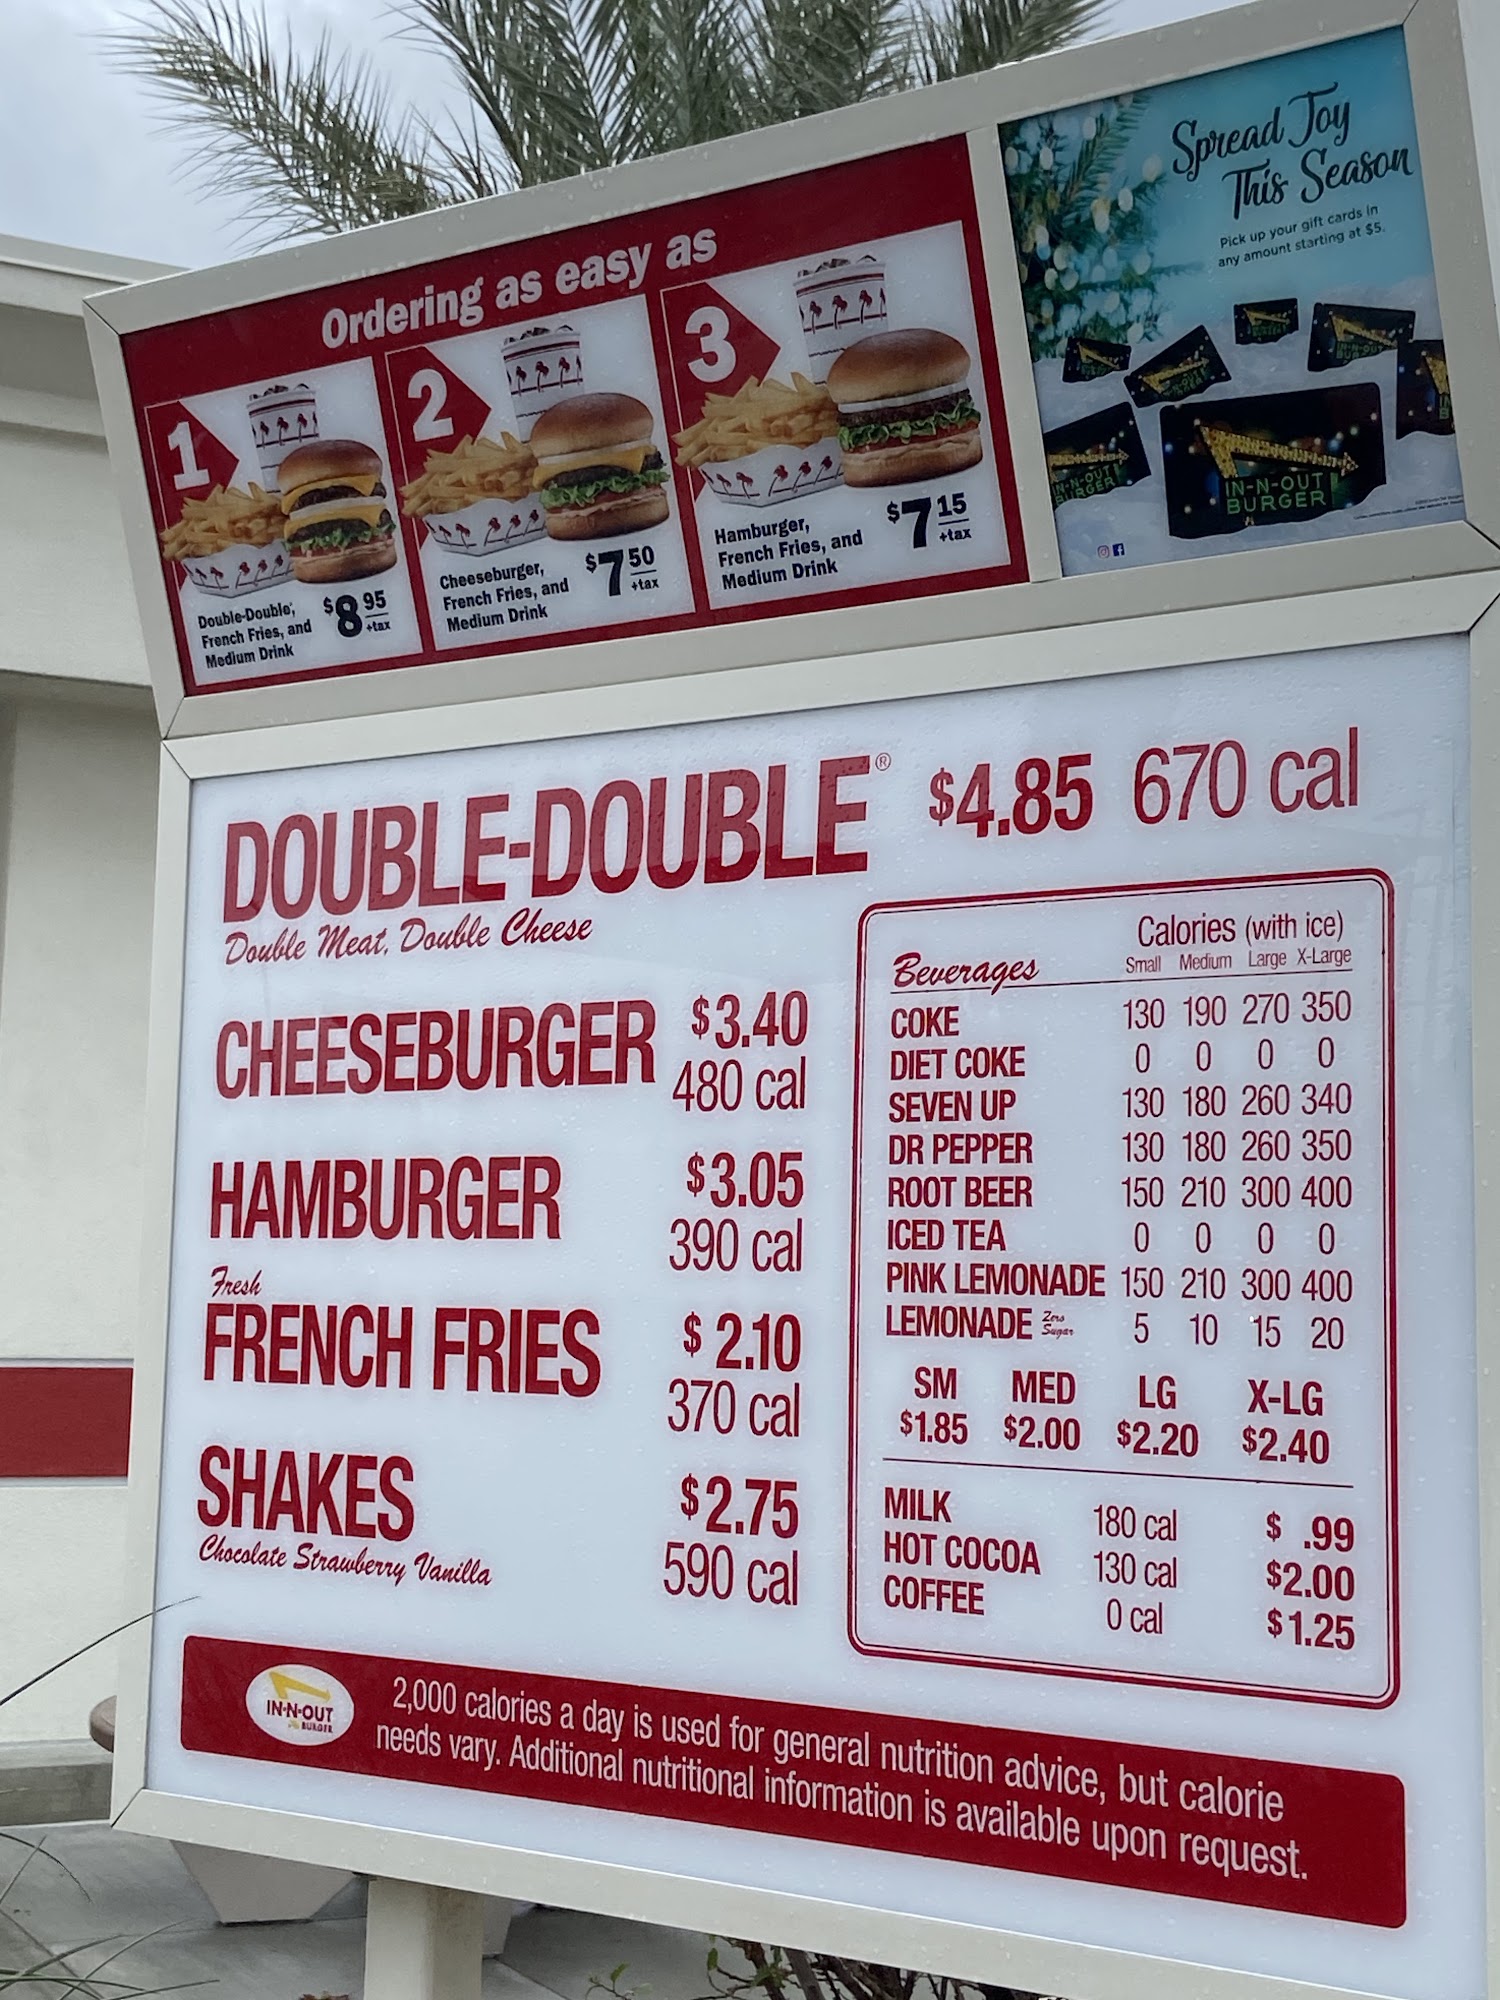 Ordering as easy as
1
Double-Double®,
French Fries, and
Medium Drink
$8 95
+tax
2
Cheeseburger,
French Fries, and
Medium Drink
$7 50
+tax
3
Hamburger,
French Fries, and
Medium Drink
$7 15
+tax
Spread Joy
This Season
Pick up your gift cards in
any amount starting at $5.
IN-N-OUT
BURGER
IN-N-OUT
BURGER
DOUBLE-DOUBLE® $4.85 670 cal
Double Meat, Double Cheese
CHEESEBURGER $3.40
480 cal
HAMBURGER $3.05
390 cal
Fresh
FRENCH FRIES $2.10
370 cal
SHAKES $2.75
Chocolate Strawberry Vanilla 590 cal
Calories (with ice)
Beverages Small Medium Large X-Large
COKE 130 190 270 350
DIET COKE 0 0 0 0
SEVEN UP 130 180 260 340
DR PEPPER 130 180 260 350
ROOT BEER 150 210 300 400
ICED TEA 0 0 0 0
PINK LEMONADE 150 210 300 400
LEMONADE Zero Sugar 5 10 15 20
SM MED LG X-LG
$1.85 $2.00 $2.20 $2.40
MILK 180 cal $ .99
HOT COCOA 130 cal $2.00
COFFEE 0 cal $1.25
IN-N-OUT
BURGER
2,000 calories a day is used for general nutrition advice, but calorie
needs vary. Additional nutritional information is available upon request.